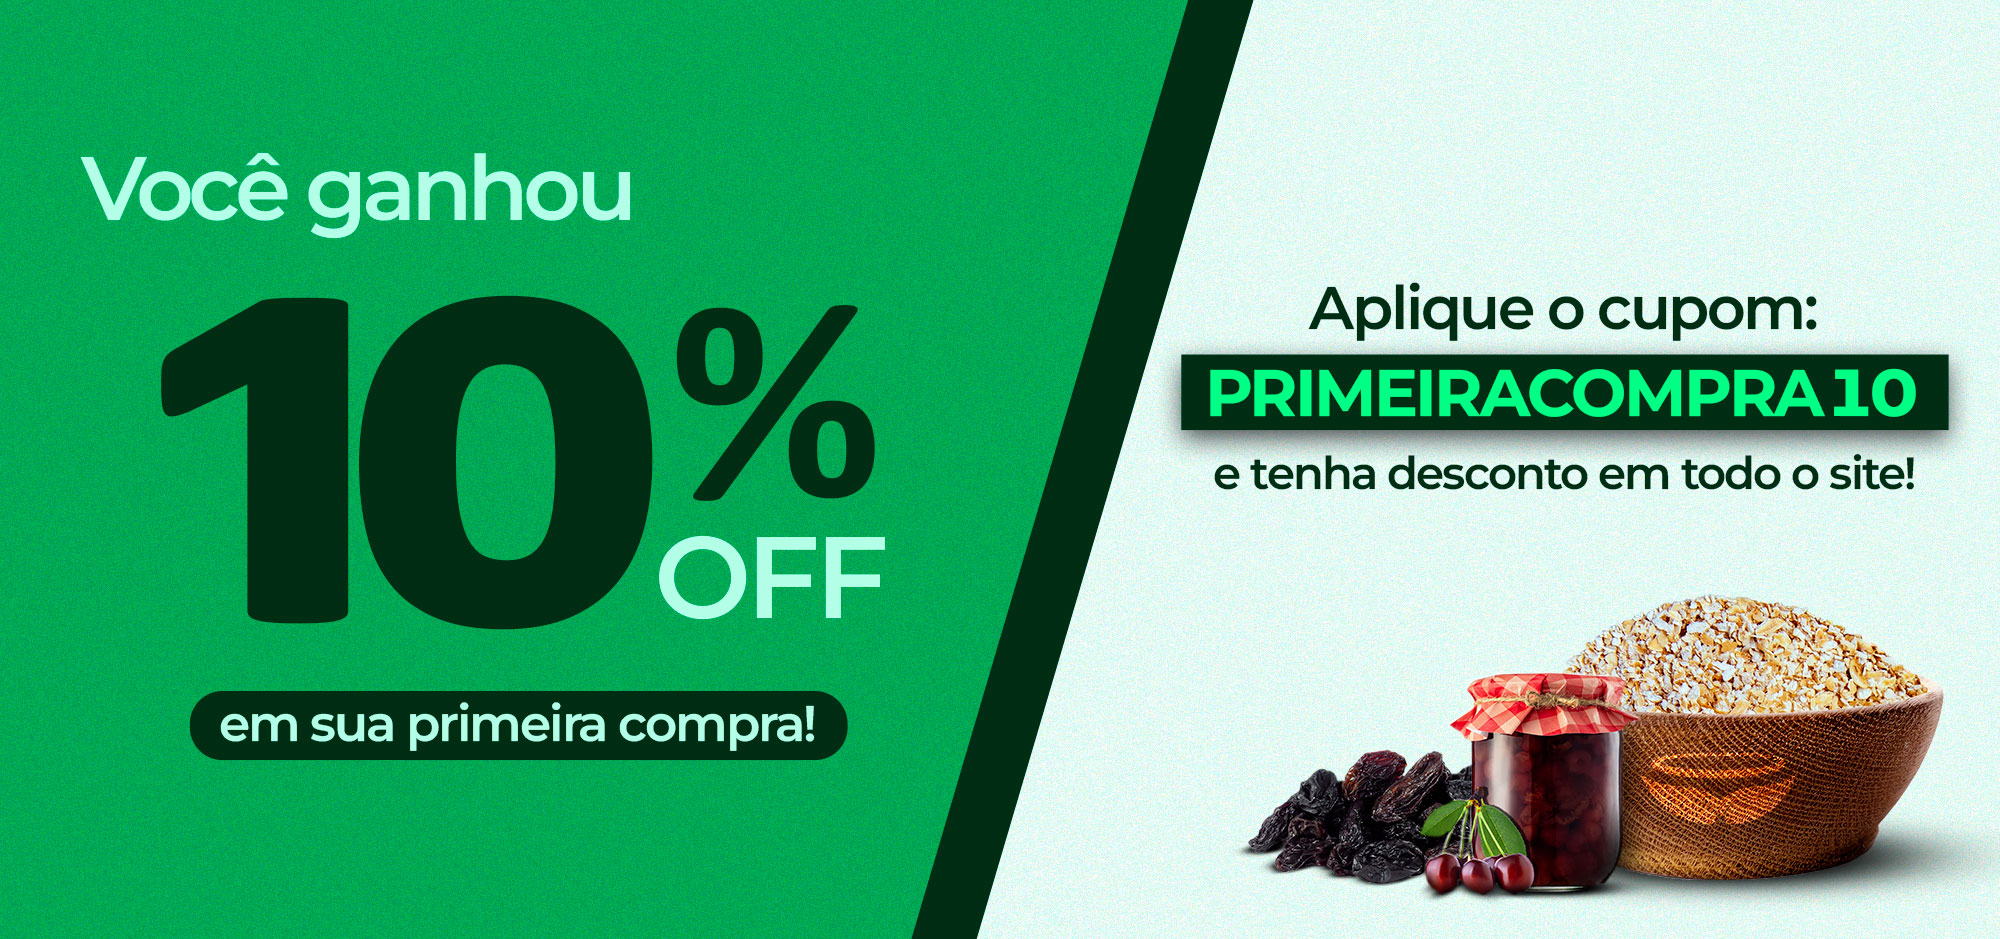 Você ganhou
10%
OFF
em sua primeira compra!
Aplique o cupom:
PRIMEIRACOMPRA10
e tenha desconto em todo o site!